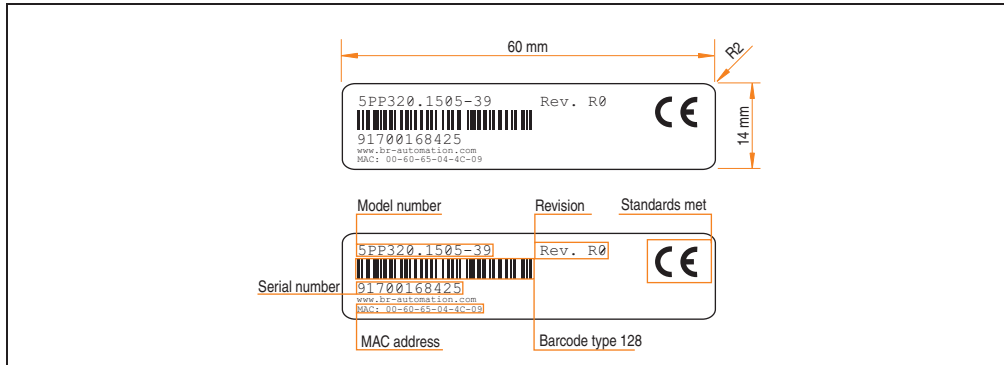 60 mm
R2
5PP320.1505-39 Rev. R0 CE
14 mm
91700168425
www.br-automation.com
MAC: 00-60-65-04-4C-09
Model number Revision Standards met
5PP320.1505-39 Rev. R0 CE
Serial number 91700168425
www.br-automation.com
MAC: 00-60-65-04-4C-09
MAC address Barcode type 128